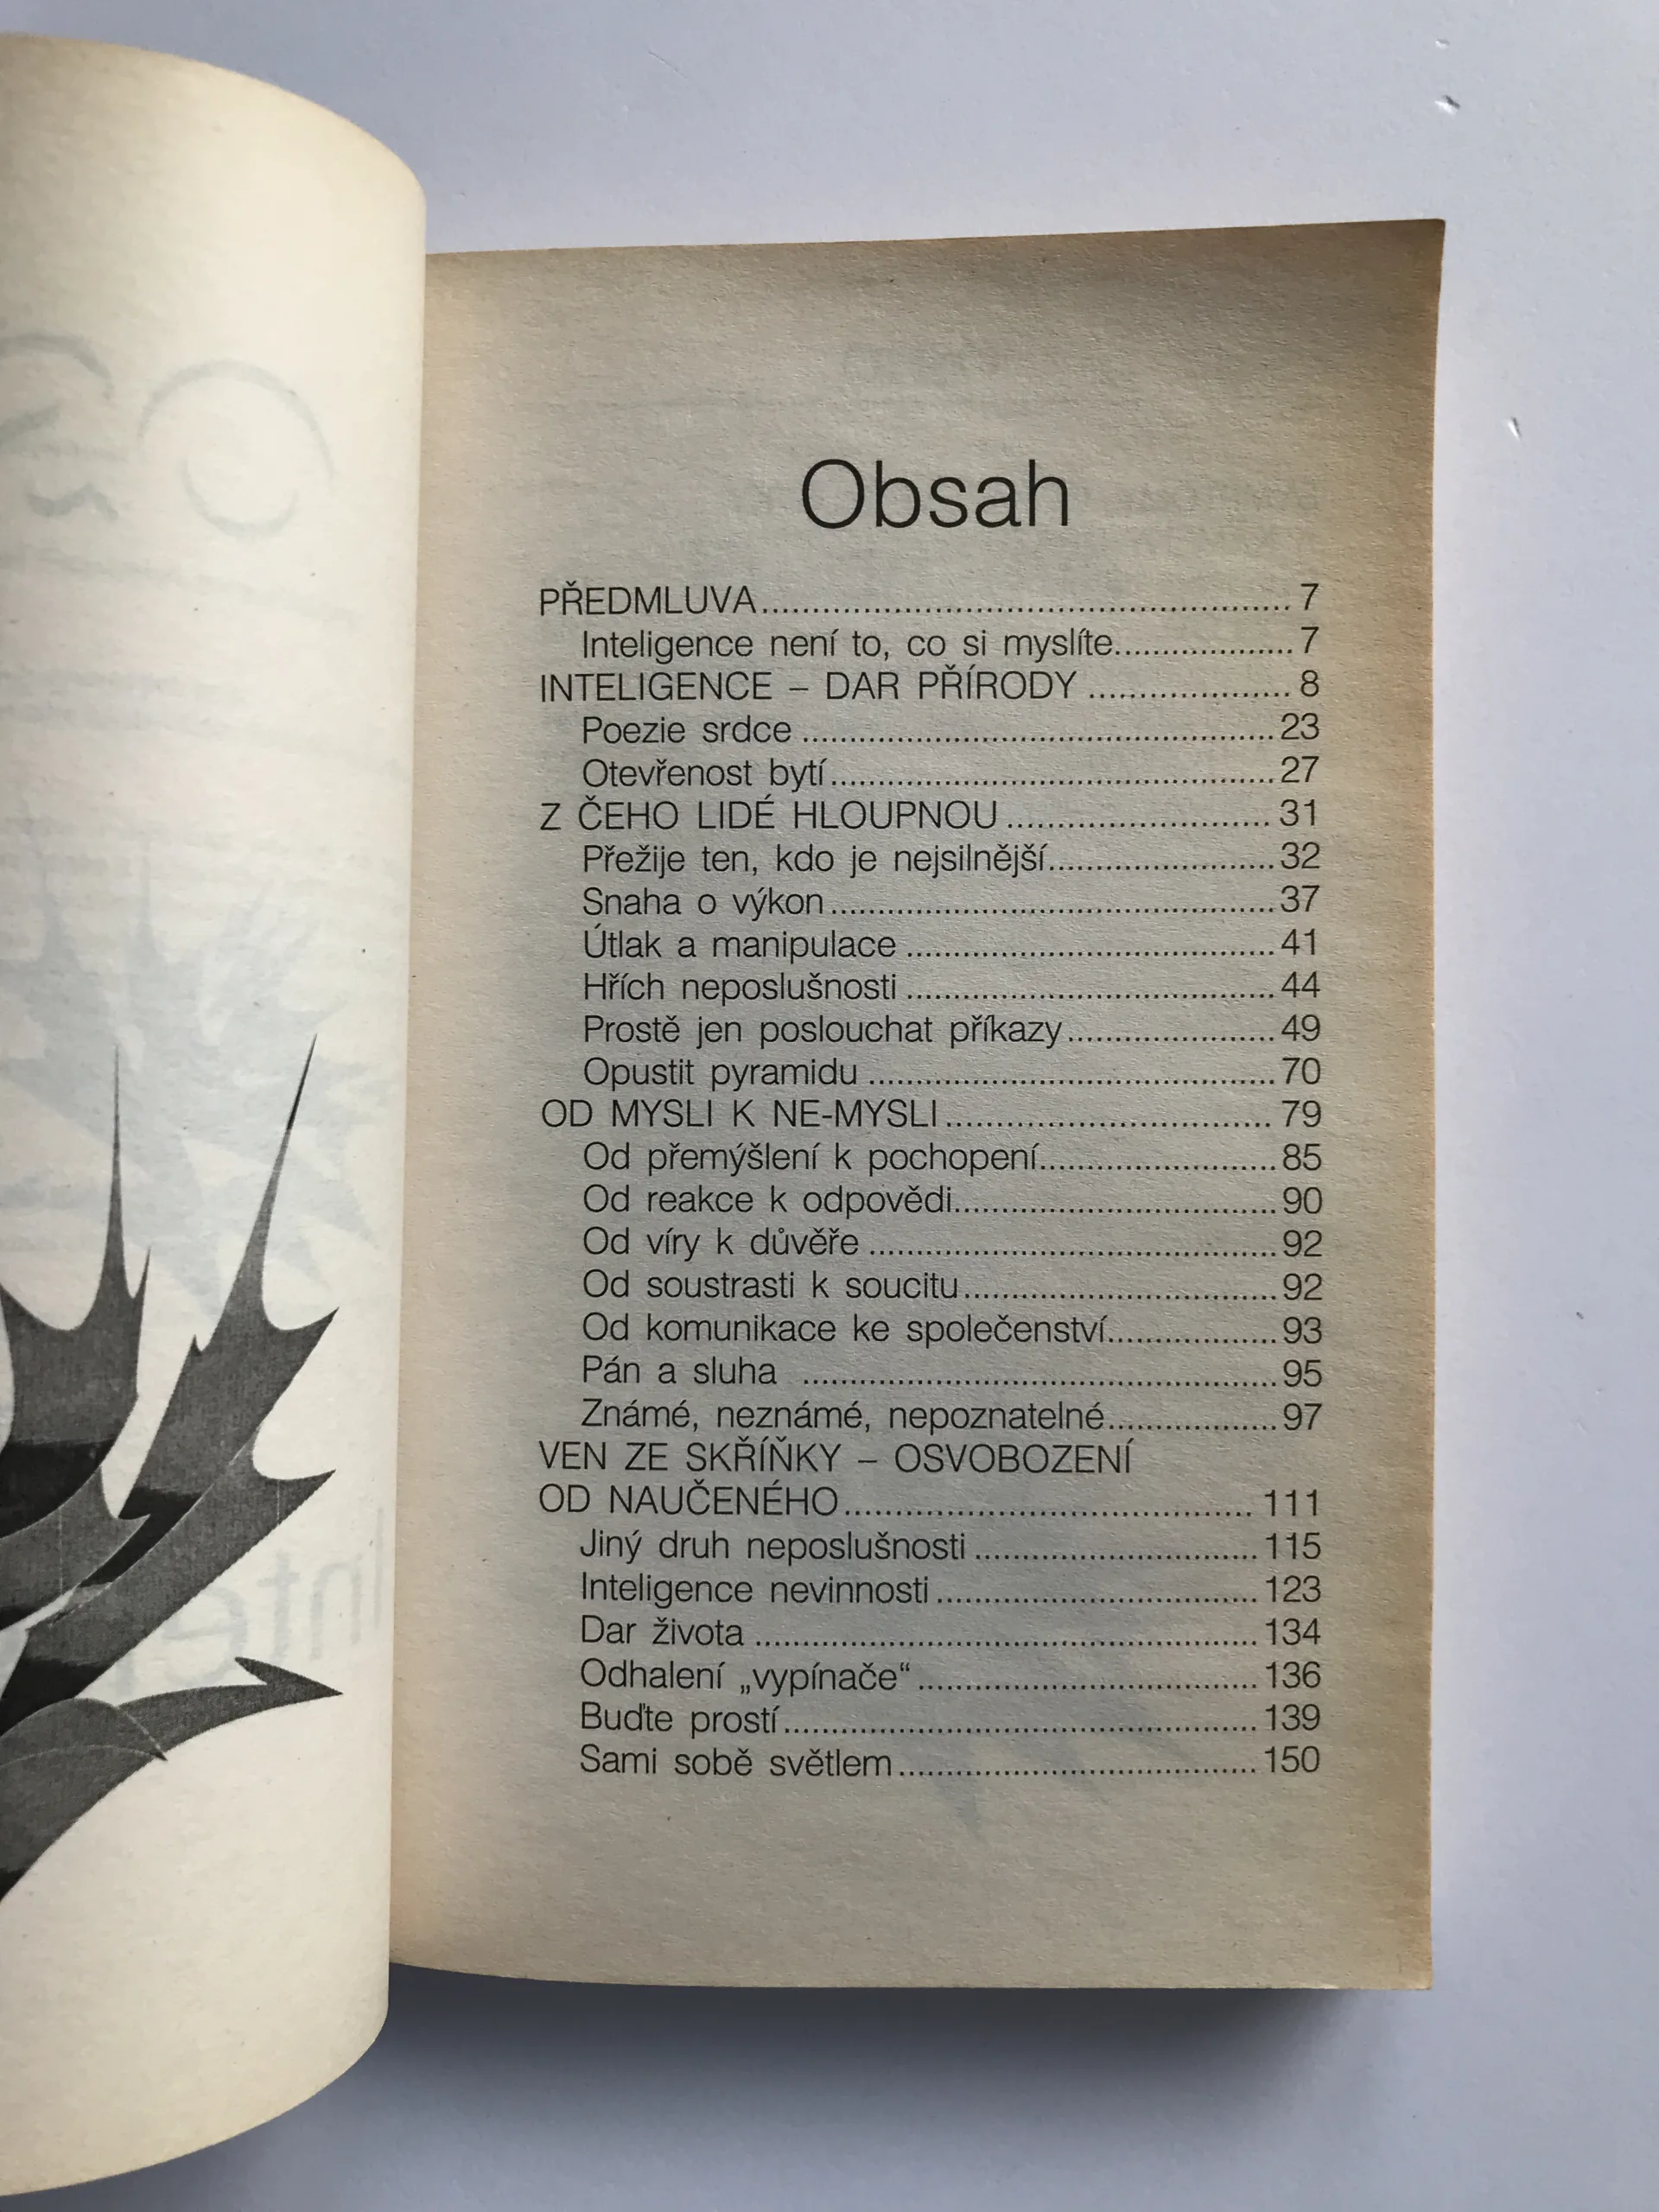 Obsah
PŘEDMLUVA.......................................................7
Inteligence není to, co si myslíte...................7
INTELIGENCE – DAR PŘÍRODY .....................8
Poezie srdce .................................................23
Otevřenost bytí..............................................27
Z ČEHO LIDÉ HLOUPNOU ...........................31
Přežije ten, kdo je nejsilnější.......................32
Snaha o výkon..............................................37
Útlak a manipulace ......................................41
Hřích neposlušnosti ......................................44
Prostě jen poslouchat příkazy......................49
Opustit pyramidu ..........................................70
OD MYSLI K NE-MYSLI..................................79
Od přemýšlení k pochopení.........................85
Od reakce k odpovědi..................................90
Od víry k důvěře ..........................................92
Od soustrasti k soucitu.................................92
Od komunikace ke společenství..................93
Pán a sluha .................................................95
Známé, neznámé, nepoznatelné..................97
VEN ZE SKŘÍŇKY – OSVOBOZENÍ
OD NAUČENÉHO..........................................111
Jiný druh neposlušnosti .............................115
Inteligence nevinnosti.................................123
Dar života ....................................................134
Odhalení „vypínače“...................................136
Buďte prostí.................................................139
Sami sobě světlem.....................................150